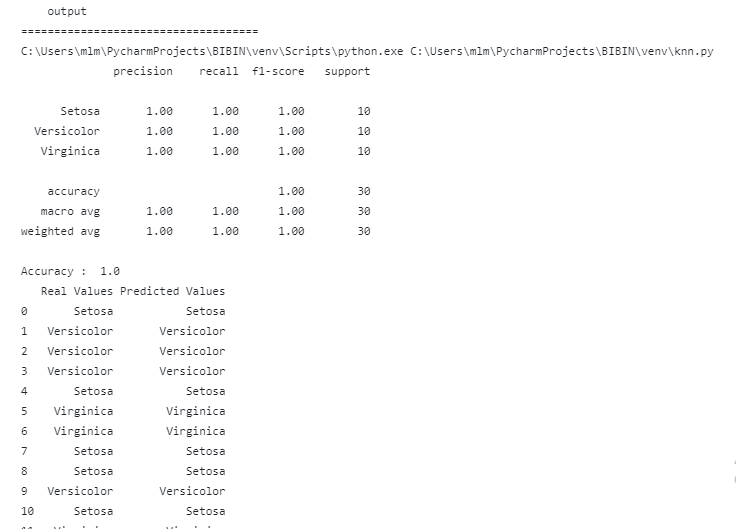 output
====================================
C:\Users\mlm\PycharmProjects\BIBIN\venv\Scripts\python.exe C:\Users\mlm\PycharmProjects\BIBIN\venv\knn.py
              precision    recall  f1-score   support

      Setosa       1.00      1.00      1.00        10
  Versicolor       1.00      1.00      1.00        10
   Virginica       1.00      1.00      1.00        10

    accuracy                           1.00        30
   macro avg       1.00      1.00      1.00        30
weighted avg       1.00      1.00      1.00        30

Accuracy :  1.0
   Real Values Predicted Values
0       Setosa           Setosa
1   Versicolor       Versicolor
2   Versicolor       Versicolor
3   Versicolor       Versicolor
4       Setosa           Setosa
5    Virginica        Virginica
6    Virginica        Virginica
7       Setosa           Setosa
8       Setosa           Setosa
9   Versicolor       Versicolor
10      Setosa           Setosa